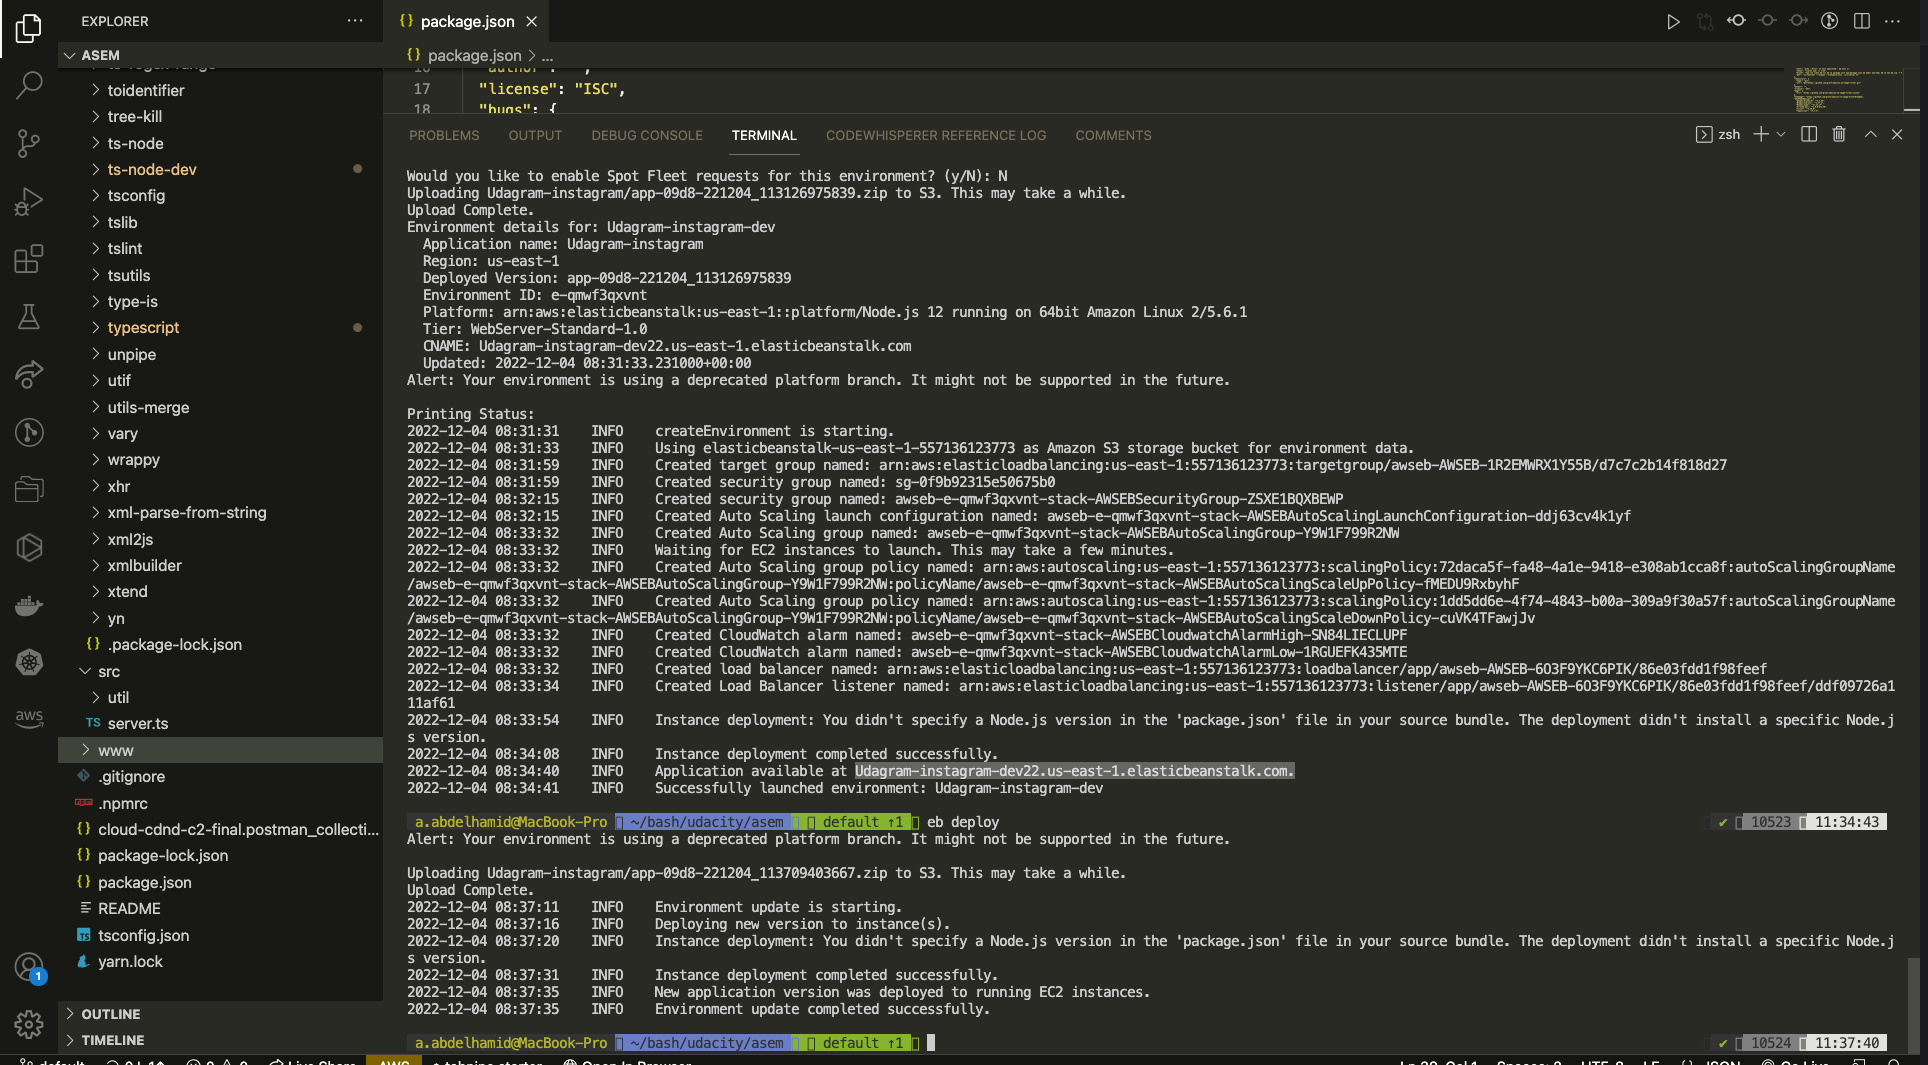 EXPLORER
ASEM
toidentifier
tree-kill
ts-node
ts-node-dev
tsconfig
tslib
tslint
tsutils
type-is
typescript
unpipe
utif
utils-merge
vary
wrappy
xhr
xml-parse-from-string
xml2js
xmlbuilder
xtend
yn
.package-lock.json
src
util
server.ts
www
.gitignore
.npmrc
cloud-cdnd-c2-final.postman_collecti...
package-lock.json
package.json
README
tsconfig.json
yarn.lock
OUTLINE
TIMELINE
aws
1
package.json
package.json > ...
17 "license": "ISC",
18 "bugs": {
PROBLEMS OUTPUT DEBUG CONSOLE TERMINAL CODEWHISPERER REFERENCE LOG COMMENTS
zsh
Would you like to enable Spot Fleet requests for this environment? (y/N): N
Uploading Udagram-instagram/app-09d8-221204_113126975839.zip to S3. This may take a while.
Upload Complete.
Environment details for: Udagram-instagram-dev
Application name: Udagram-instagram
Region: us-east-1
Deployed Version: app-09d8-221204_113126975839
Environment ID: e-qmwf3qxvnt
Platform: arn:aws:elasticbeanstalk:us-east-1::platform/Node.js 12 running on 64bit Amazon Linux 2/5.6.1
Tier: WebServer-Standard-1.0
CNAME: Udagram-instagram-dev22.us-east-1.elasticbeanstalk.com
Updated: 2022-12-04 08:31:33.231000+00:00
Alert: Your environment is using a deprecated platform branch. It might not be supported in the future.
Printing Status:
2022-12-04 08:31:31 INFO createEnvironment is starting.
2022-12-04 08:31:33 INFO Using elasticbeanstalk-us-east-1-557136123773 as Amazon S3 storage bucket for environment data.
2022-12-04 08:31:59 INFO Created target group named: arn:aws:elasticloadbalancing:us-east-1:557136123773:targetgroup/awseb-AWSEB-1R2EMWRX1Y55B/d7c7c2b14f818d27
2022-12-04 08:31:59 INFO Created security group named: sg-0f9b92315e50675b0
2022-12-04 08:32:15 INFO Created security group named: awseb-e-qmwf3qxvnt-stack-AWSEBSecurityGroup-ZSXE1BQXBEWP
2022-12-04 08:32:15 INFO Created Auto Scaling launch configuration named: awseb-e-qmwf3qxvnt-stack-AWSEBAutoScalingLaunchConfiguration-ddj63cv4k1yf
2022-12-04 08:33:32 INFO Created Auto Scaling group named: awseb-e-qmwf3qxvnt-stack-AWSEBAutoScalingGroup-Y9W1F799R2NW
2022-12-04 08:33:32 INFO Waiting for EC2 instances to launch. This may take a few minutes.
2022-12-04 08:33:32 INFO Created Auto Scaling group policy named: arn:aws:autoscaling:us-east-1:557136123773:scalingPolicy:72daca5f-fa48-4a1e-9418-e308ab1cca8f:autoScalingGroupName
/awseb-e-qmwf3qxvnt-stack-AWSEBAutoScalingGroup-Y9W1F799R2NW:policyName/awseb-e-qmwf3qxvnt-stack-AWSEBAutoScalingScaleUpPolicy-fMEDU9RxbyhF
2022-12-04 08:33:32 INFO Created Auto Scaling group policy named: arn:aws:autoscaling:us-east-1:557136123773:scalingPolicy:1dd5dd6e-4f74-4843-b00a-309a9f30a57f:autoScalingGroupName
/awseb-e-qmwf3qxvnt-stack-AWSEBAutoScalingGroup-Y9W1F799R2NW:policyName/awseb-e-qmwf3qxvnt-stack-AWSEBAutoScalingScaleDownPolicy-cuVK4TFawjJv
2022-12-04 08:33:32 INFO Created CloudWatch alarm named: awseb-e-qmwf3qxvnt-stack-AWSEBCloudwatchAlarmHigh-SN84LIECLUPF
2022-12-04 08:33:32 INFO Created CloudWatch alarm named: awseb-e-qmwf3qxvnt-stack-AWSEBCloudwatchAlarmLow-1RGUEFK435MTE
2022-12-04 08:33:32 INFO Created load balancer named: arn:aws:elasticloadbalancing:us-east-1:557136123773:loadbalancer/app/awseb-AWSEB-6O3F9YKC6PIK/86e03fdd1f98feef
2022-12-04 08:33:34 INFO Created Load Balancer listener named: arn:aws:elasticloadbalancing:us-east-1:557136123773:listener/app/awseb-AWSEB-6O3F9YKC6PIK/86e03fdd1f98feef/ddf09726a1
11af61
2022-12-04 08:33:54 INFO Instance deployment: You didn't specify a Node.js version in the 'package.json' file in your source bundle. The deployment didn't install a specific Node.j
s version.
2022-12-04 08:34:08 INFO Instance deployment completed successfully.
2022-12-04 08:34:40 INFO Application available at Udagram-instagram-dev22.us-east-1.elasticbeanstalk.com.
2022-12-04 08:34:41 INFO Successfully launched environment: Udagram-instagram-dev
a.abdelhamid@MacBook-Pro ~/bash/udacity/asem default ↑1 eb deploy ✔ 10523 11:34:43
Alert: Your environment is using a deprecated platform branch. It might not be supported in the future.
Uploading Udagram-instagram/app-09d8-221204_113709403667.zip to S3. This may take a while.
Upload Complete.
2022-12-04 08:37:11 INFO Environment update is starting.
2022-12-04 08:37:16 INFO Deploying new version to instance(s).
2022-12-04 08:37:20 INFO Instance deployment: You didn't specify a Node.js version in the 'package.json' file in your source bundle. The deployment didn't install a specific Node.j
s version.
2022-12-04 08:37:31 INFO Instance deployment completed successfully.
2022-12-04 08:37:35 INFO New application version was deployed to running EC2 instances.
2022-12-04 08:37:35 INFO Environment update completed successfully.
a.abdelhamid@MacBook-Pro ~/bash/udacity/asem default ↑1 ✔ 10524 11:37:40